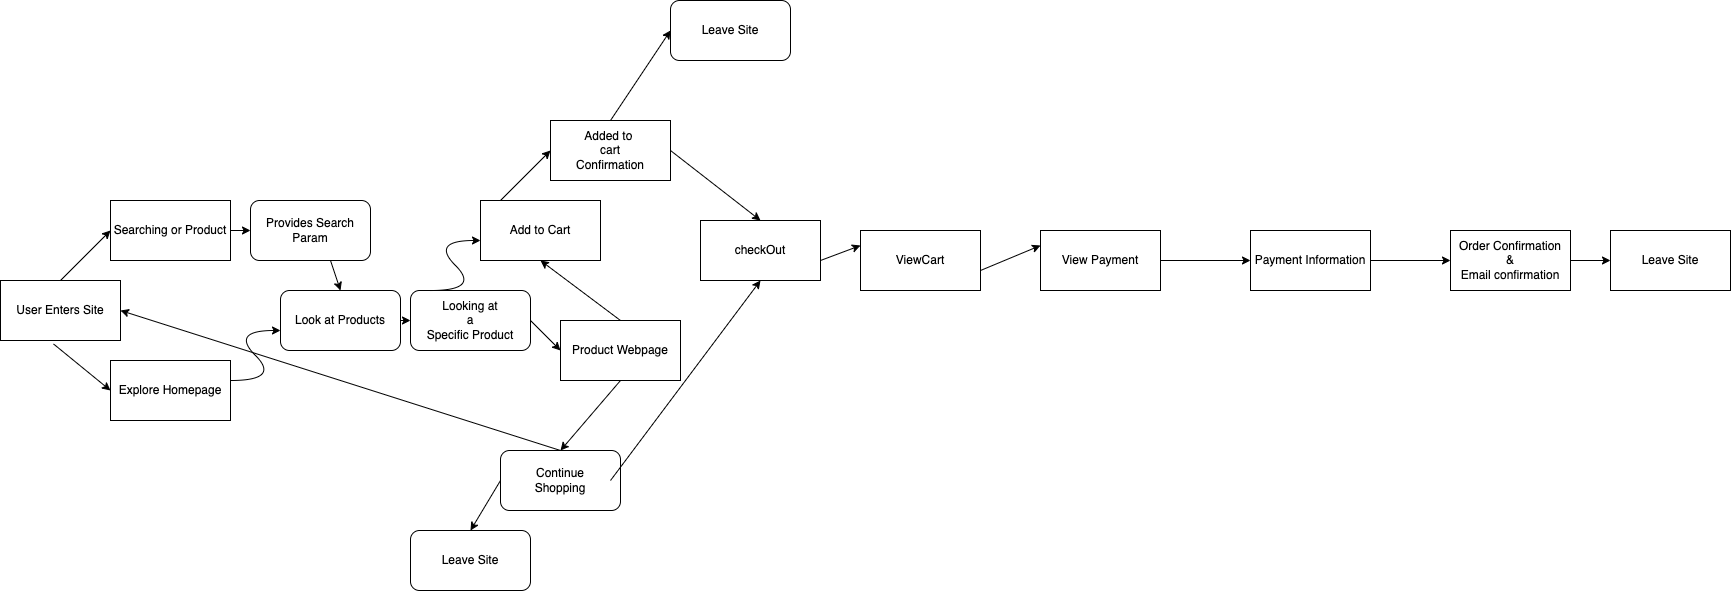 Leave Site
Added to
cart
Confirmation
Searching or Product
Provides Search
Param
Add to Cart
checkOut
ViewCart
View Payment
Payment Information
Order Confirmation
&
Email confirmation
Leave Site
User Enters Site
Look at Products
Looking at
a
Specific Product
Product Webpage
Explore Homepage
Continue
Shopping
Leave Site